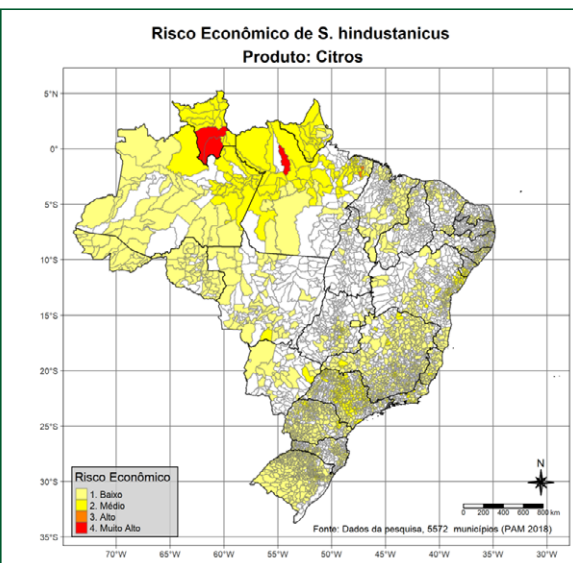 Risco Econômico de S. hindustanicus
Produto: Citros
5°N
0°
5°S
10°S
15°S
20°S
25°S
30°S
35°S
Risco Econômico
1. Baixo
2. Médio
3. Alto
4. Muito Alto
N
0 200 400 600 800 km
Fonte: Dados da pesquisa, 5572 municípios (PAM 2018)
70°W 65°W 60°W 55°W 50°W 45°W 40°W 35°W 30°W